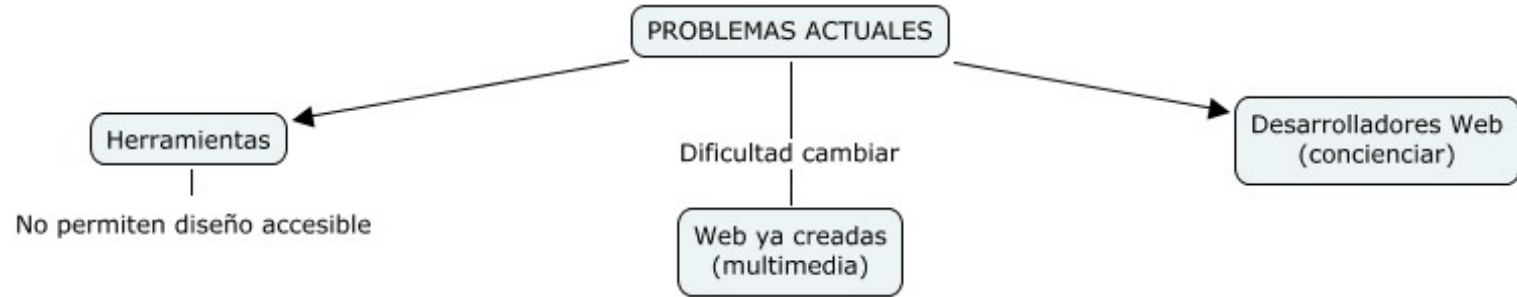 PROBLEMAS ACTUALES
Herramientas
No permiten diseño accesible
Dificultad cambiar
Web ya creadas
(multimedia)
Desarrolladores Web
(concienciar)